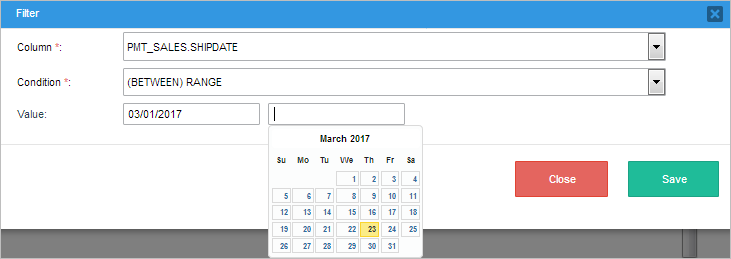 Filter
Column *: PMT_SALES.SHIPDATE
Condition *: (BETWEEN) RANGE
Value: 03/01/2017
March 2017
Su Mo Tu We Th Fr Sa
1 2 3 4
5 6 7 8 9 10 11
12 13 14 15 16 17 18
19 20 21 22 23 24 25
26 27 28 29 30 31
Close Save